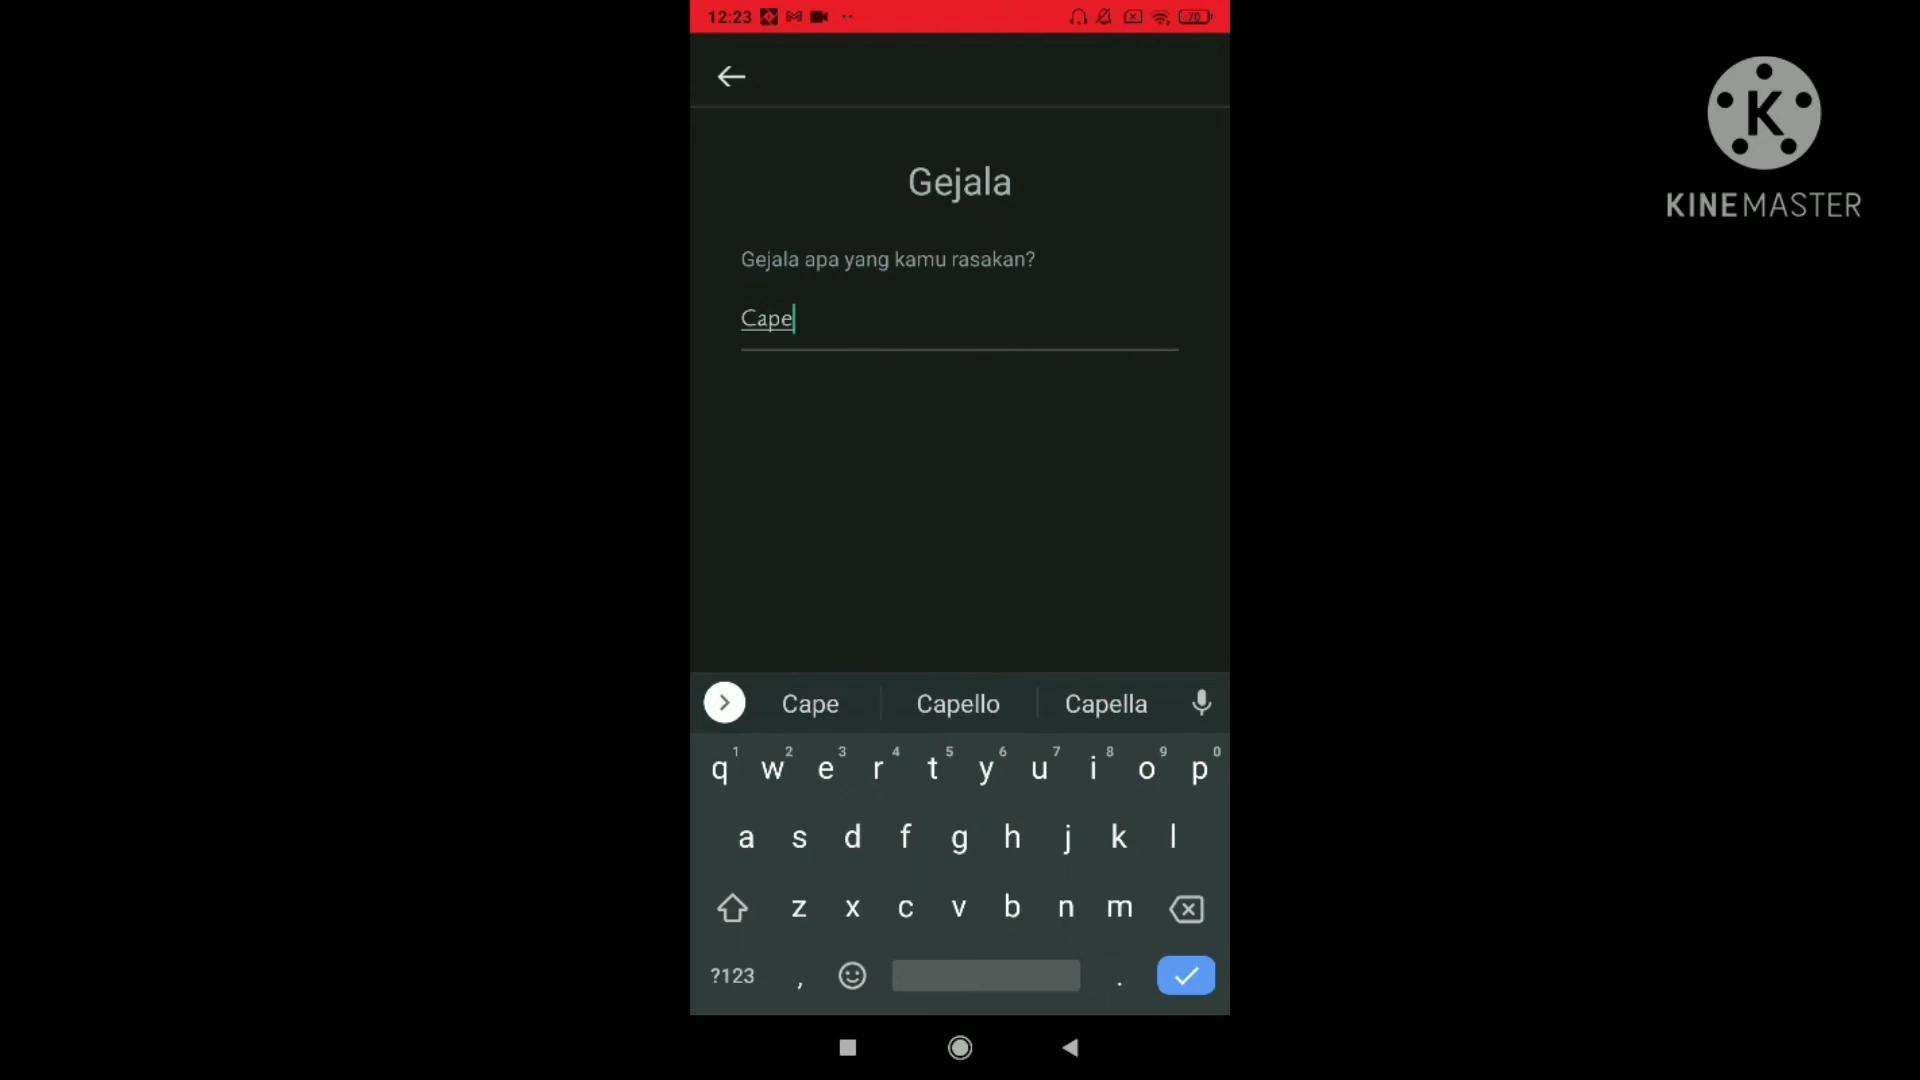 12:23
70
K
KINEMASTER
Gejala
Gejala apa yang kamu rasakan?
Cape
Cape Capello Capella
1 2 3 4 5 6 7 8 9 0
q w e r t y u i o p
a s d f g h j k l
z x c v b n m
?123 , .